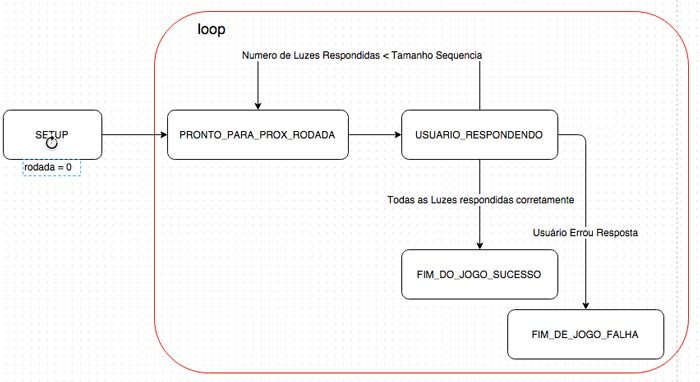 loop
Numero de Luzes Respondidas < Tamanho Sequencia
SETUP
PRONTO_PARA_PROX_RODADA
USUARIO_RESPONDENDO
rodada = 0
Todas as Luzes respondidas corretamente
Usuário Errou Resposta
FIM_DO_JOGO_SUCESSO
FIM_DE_JOGO_FALHA